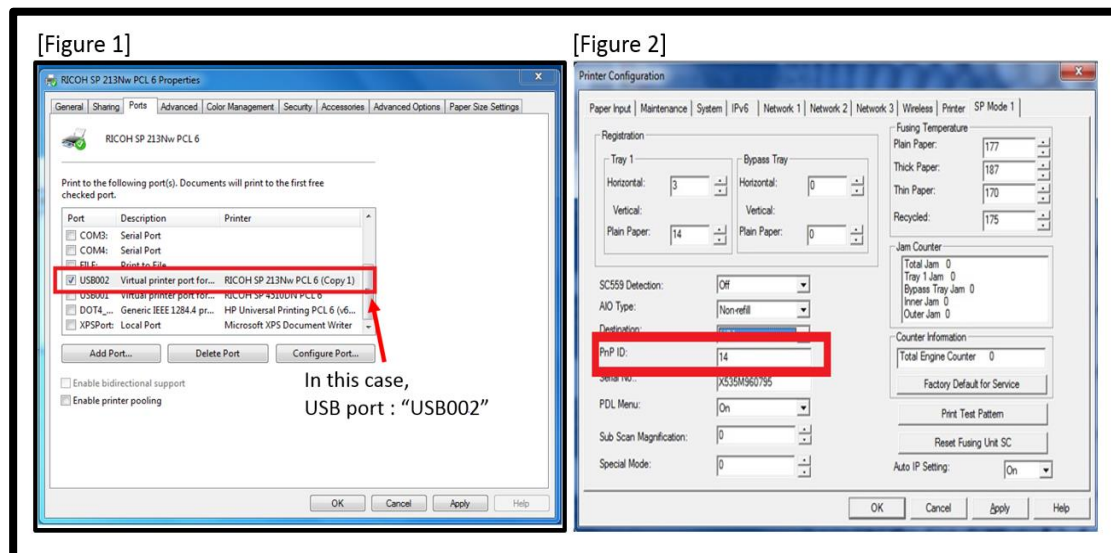 [Figure 1]
RICOH SP 213Nw PCL 6 Properties
General Sharing Ports Advanced Color Management Security Accessories Advanced Options Paper Size Settings
RICOH SP 213Nw PCL 6
Print to the following port(s). Documents will print to the first free
checked port.
Port Description Printer
COM3: Serial Port
COM4: Serial Port
FILE: Print to File
USB002 Virtual printer port for... RICOH SP 213Nw PCL 6 (Copy 1)
USB001 Virtual printer port for... RICOH SP 4510DN PCL 6
DOT4_... Generic IEEE 1284.4 pr... HP Universal Printing PCL 6 (v6...
XPSPort: Local Port Microsoft XPS Document Writer
Add Port... Delete Port Configure Port...
Enable bidirectional support
Enable printer pooling
In this case,
USB port : “USB002”
OK Cancel Apply Help
[Figure 2]
Printer Configuration
Paper Input Maintenance System IPv6 Network 1 Network 2 Network 3 Wireless Printer SP Mode 1
Registration
Tray 1
Horizontal: 3
Vertical:
Plain Paper: 14
Bypass Tray
Horizontal: 0
Vertical:
Plain Paper: 0
SC559 Detection: Off
AIO Type: Non-refill
Destination:
PnP ID: 14
Serial No.: X535M960795
PDL Menu: On
Sub Scan Magnification: 0
Special Mode: 0
Fusing Temperature
Plain Paper: 177
Thick Paper: 187
Thin Paper: 170
Recycled: 175
Jam Counter
Total Jam 0
Tray 1 Jam 0
Bypass Tray Jam 0
Inner Jam 0
Outer Jam 0
Counter Information
Total Engine Counter 0
Factory Default for Service
Print Test Pattern
Reset Fusing Unit SC
Auto IP Setting: On
OK Cancel Apply Help